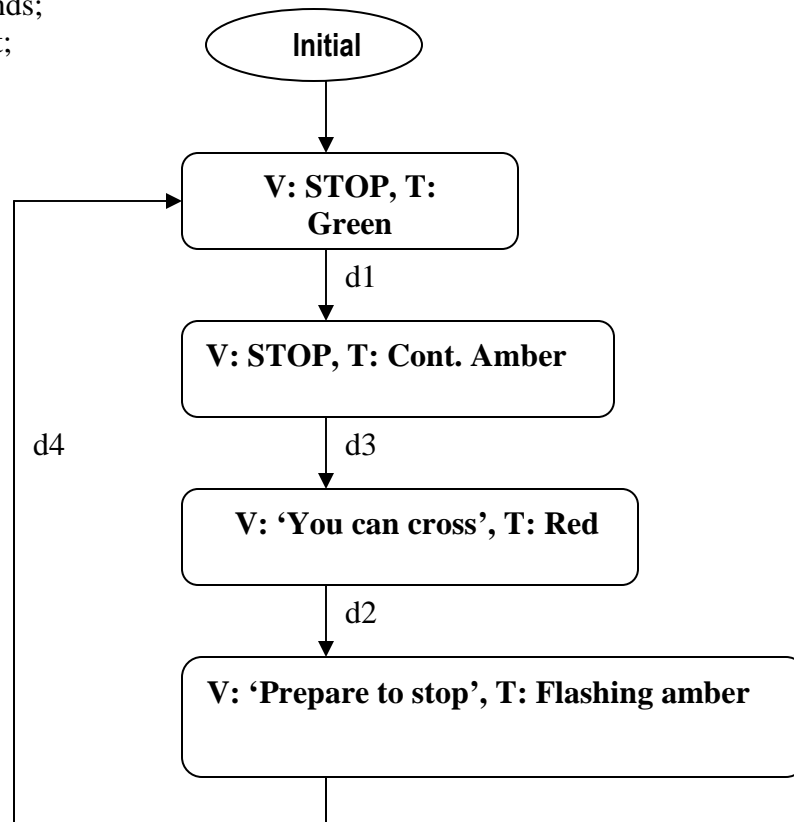 Initial
V: STOP, T:
Green
d1
V: STOP, T: Cont. Amber
d4
d3
V: ‘You can cross’, T: Red
d2
V: ‘Prepare to stop’, T: Flashing amber